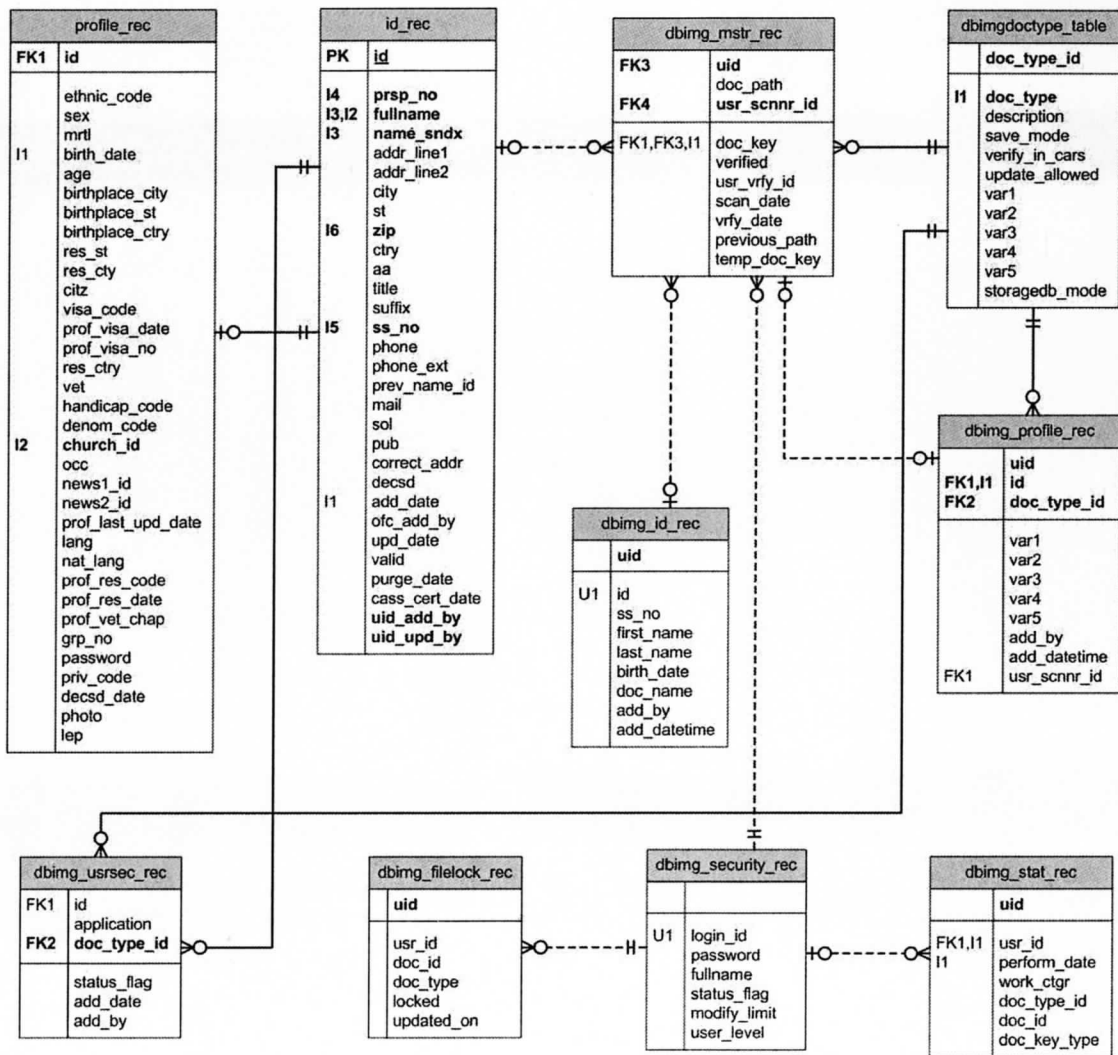 profile_rec
FK1 id
ethnic_code
sex
mrtl
I1 birth_date
age
birthplace_city
birthplace_st
birthplace_ctry
res_st
res_cty
citz
visa_code
prof_visa_date
prof_visa_no
res_ctry
vet
handicap_code
denom_code
I2 church_id
occ
news1_id
news2_id
prof_last_upd_date
lang
nat_lang
prof_res_code
prof_res_date
prof_vet_chap
grp_no
password
priv_code
decsd_date
photo
lep
id_rec
PK id
I4 prsp_no
I3,I2 fullname
I3 name_sndx
addr_line1
addr_line2
city
st
I6 zip
ctry
aa
title
suffix
I5 ss_no
phone
phone_ext
prev_name_id
mail
sol
pub
correct_addr
decsd
I1 add_date
ofc_add_by
upd_date
valid
purge_date
cass_cert_date
uid_add_by
uid_upd_by
dbimg_mstr_rec
FK3 uid
doc_path
FK4 usr_scnnr_id
FK1,FK3,I1 doc_key
verified
usr_vrfy_id
scan_date
vrfy_date
previous_path
temp_doc_key
dbimgdoctype_table
doc_type_id
I1 doc_type
description
save_mode
verify_in_cars
update_allowed
var1
var2
var3
var4
var5
storagedb_mode
dbimg_profile_rec
uid
FK1,I1 id
FK2 doc_type_id
var1
var2
var3
var4
var5
add_by
add_datetime
FK1 usr_scnnr_id
dbimg_id_rec
uid
U1 id
ss_no
first_name
last_name
birth_date
doc_name
add_by
add_datetime
dbimg_usrsec_rec
FK1 id
application
FK2 doc_type_id
status_flag
add_date
add_by
dbimg_filelock_rec
uid
usr_id
doc_id
doc_type
locked
updated_on
dbimg_security_rec
U1 login_id
password
fullname
status_flag
modify_limit
user_level
dbimg_stat_rec
uid
FK1,I1 usr_id
I1 perform_date
work_ctgr
doc_type_id
doc_id
doc_key_type